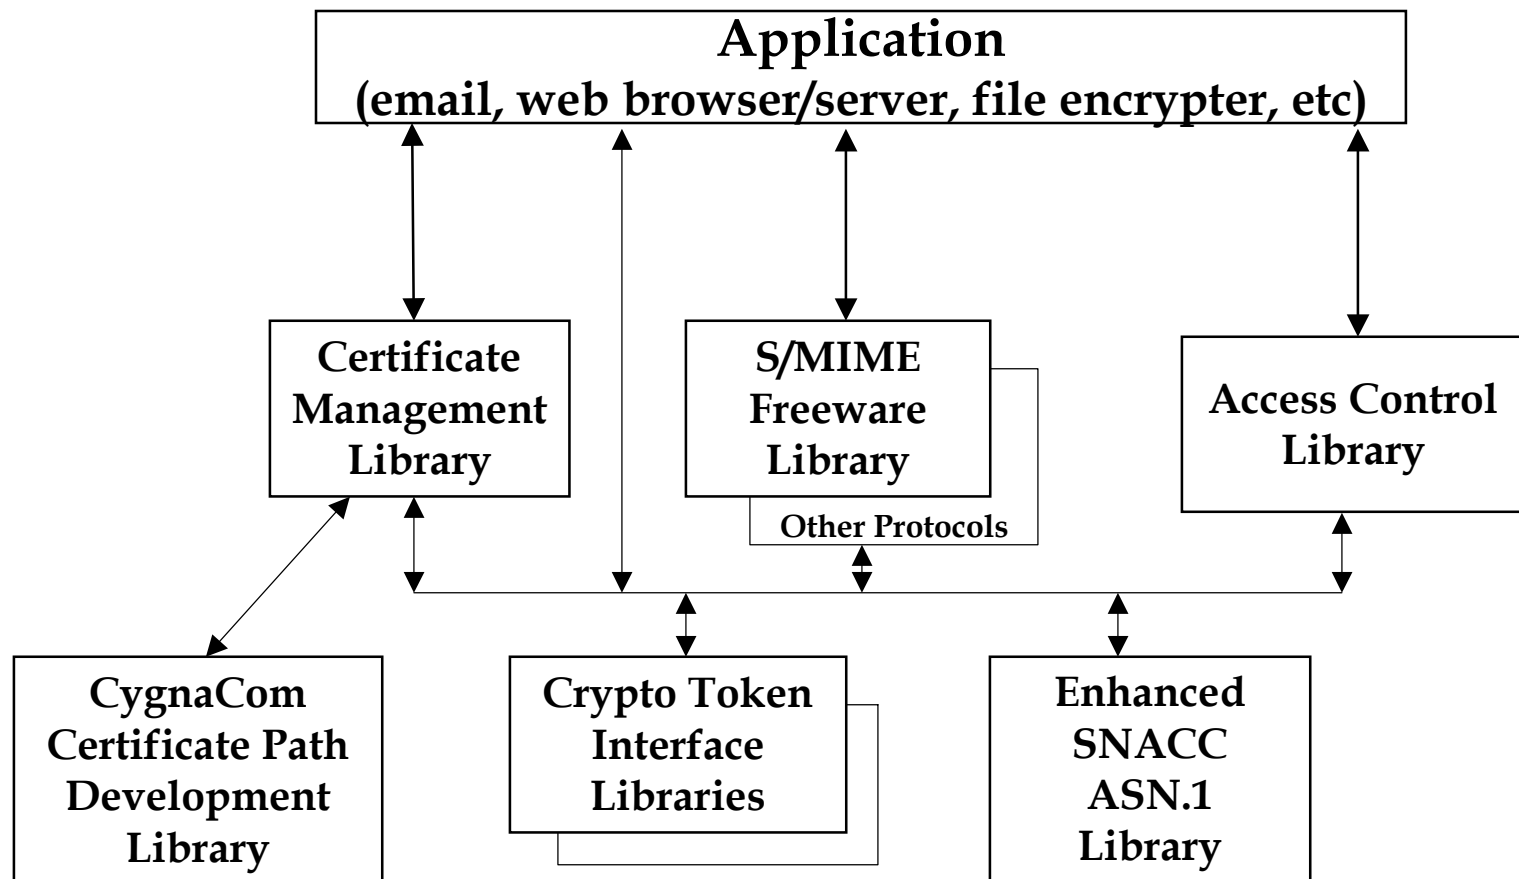 Application
(email, web browser/server, file encrypter, etc)
Certificate
Management
Library
S/MIME
Freeware
Library
Other Protocols
Access Control
Library
CygnaCom
Certificate Path
Development
Library
Crypto Token
Interface
Libraries
Enhanced
SNACC
ASN.1
Library